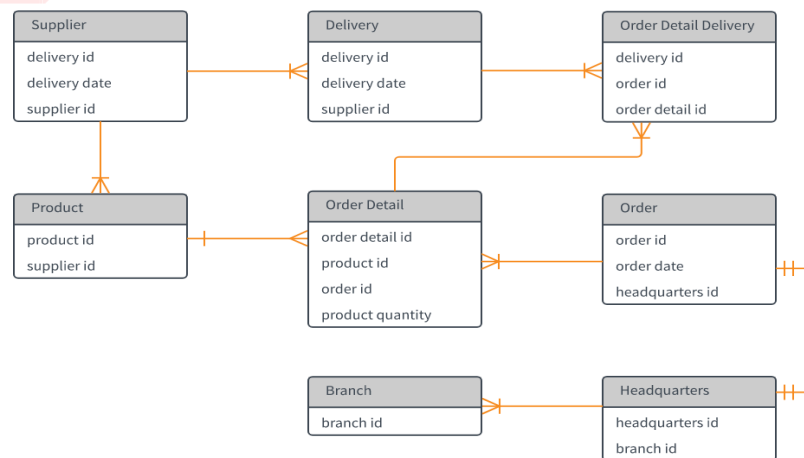 Supplier
delivery id
delivery date
supplier id
Delivery
delivery id
delivery date
supplier id
Order Detail Delivery
delivery id
order id
order detail id
Product
product id
supplier id
Order Detail
order detail id
product id
order id
product quantity
Order
order id
order date
headquarters id
Branch
branch id
Headquarters
headquarters id
branch id